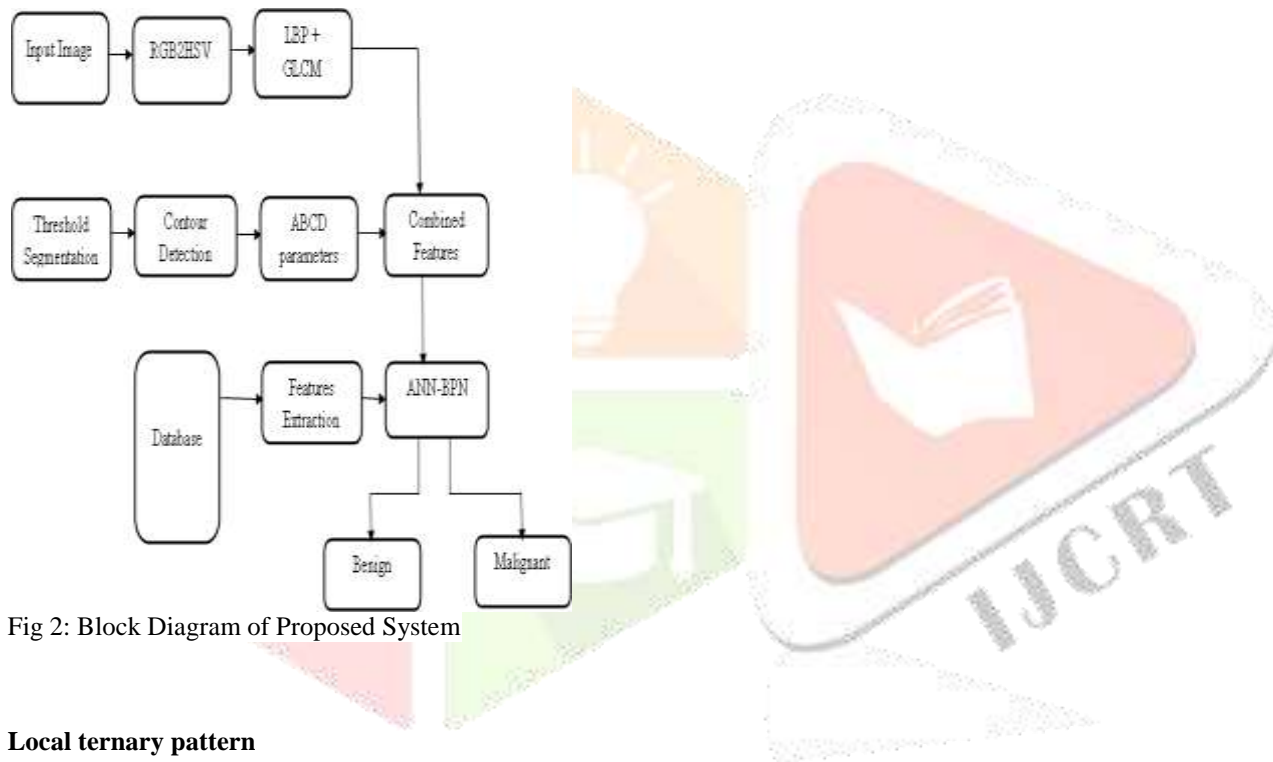 Input Image
RGB2HSV
LBP +
GLCM
Threshold
Segmentation
Contour
Detection
ABCD
parameters
Combined
Features
Database
Features
Extraction
ANN-BPN
Benign
Malignant
Fig 2: Block Diagram of Proposed System
IJCRT
Local ternary pattern